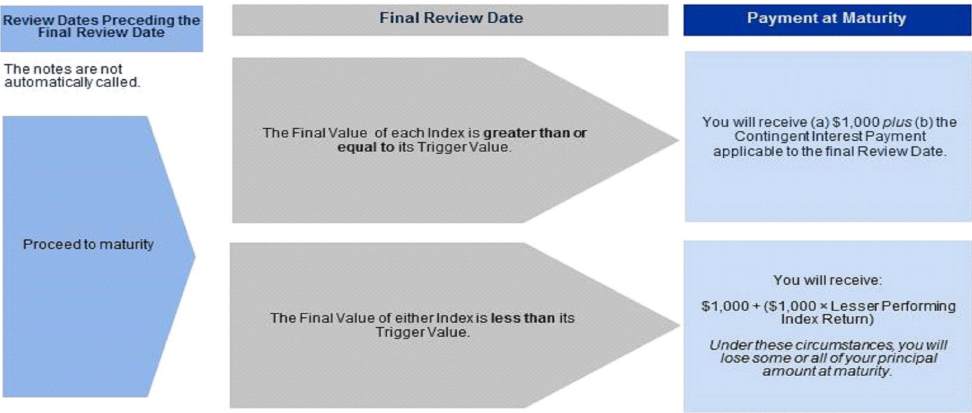 Review Dates Preceding the
Final Review Date
The notes are not
automatically called.
Proceed to maturity
Final Review Date
The Final Value of each Index is greater than or
equal to its Trigger Value.
The Final Value of either Index is less than its
Trigger Value.
Payment at Maturity
You will receive (a) $1,000 plus (b) the
Contingent Interest Payment
applicable to the final Review Date.
You will receive:
$1,000 + ($1,000 × Lesser Performing
Index Return)
Under these circumstances, you will
lose some or all of your principal
amount at maturity.